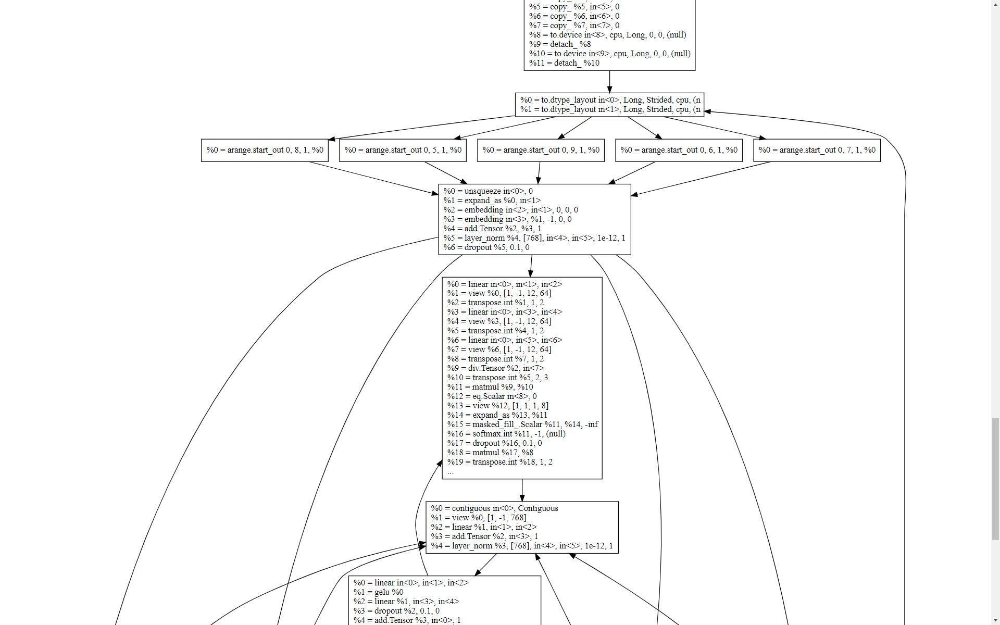 %5 = copy_ %5, in<5>, 0
%6 = copy_ %6, in<6>, 0
%7 = copy_ %7, in<7>, 0
%8 = to.device in<8>, cpu, Long, 0, 0, (null)
%9 = detach_ %8
%10 = to.device in<9>, cpu, Long, 0, 0, (null)
%11 = detach_ %10
%0 = to.dtype_layout in<0>, Long, Strided, cpu, (n
%1 = to.dtype_layout in<1>, Long, Strided, cpu, (n
%0 = arange.start_out 0, 8, 1, %0
%0 = arange.start_out 0, 5, 1, %0
%0 = arange.start_out 0, 9, 1, %0
%0 = arange.start_out 0, 6, 1, %0
%0 = arange.start_out 0, 7, 1, %0
%0 = unsqueeze in<0>, 0
%1 = expand_as %0, in<1>
%2 = embedding in<2>, in<1>, 0, 0, 0
%3 = embedding in<3>, %1, -1, 0, 0
%4 = add.Tensor %2, %3, 1
%5 = layer_norm %4, [768], in<4>, in<5>, 1e-12, 1
%6 = dropout %5, 0.1, 0
%0 = linear in<0>, in<1>, in<2>
%1 = view %0, [1, -1, 12, 64]
%2 = transpose.int %1, 1, 2
%3 = linear in<0>, in<3>, in<4>
%4 = view %3, [1, -1, 12, 64]
%5 = transpose.int %4, 1, 2
%6 = linear in<0>, in<5>, in<6>
%7 = view %6, [1, -1, 12, 64]
%8 = transpose.int %7, 1, 2
%9 = div.Tensor %2, in<7>
%10 = transpose.int %5, 2, 3
%11 = matmul %9, %10
%12 = eq.Scalar in<8>, 0
%13 = view %12, [1, 1, 1, 8]
%14 = expand_as %13, %11
%15 = masked_fill_.Scalar %11, %14, -inf
%16 = softmax.int %11, -1, (null)
%17 = dropout %16, 0.1, 0
%18 = matmul %17, %8
%19 = transpose.int %18, 1, 2
...
%0 = contiguous in<0>, Contiguous
%1 = view %0, [1, -1, 768]
%2 = linear %1, in<1>, in<2>
%3 = add.Tensor %2, in<3>, 1
%4 = layer_norm %3, [768], in<4>, in<5>, 1e-12, 1
%0 = linear in<0>, in<1>, in<2>
%1 = gelu %0
%2 = linear %1, in<3>, in<4>
%3 = dropout %2, 0.1, 0
%4 = add.Tensor %3, in<0>, 1